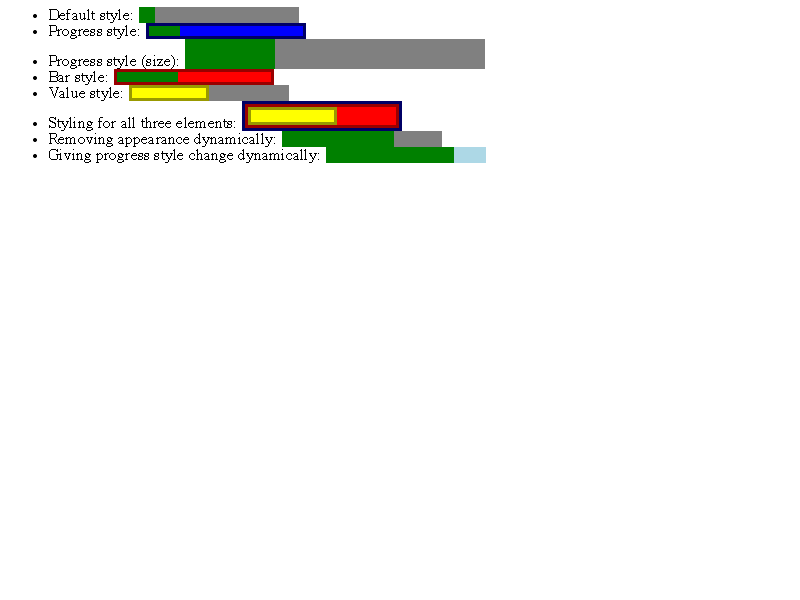 Default style:
Progress style:
Progress style (size):
Bar style:
Value style:
Styling for all three elements:
Removing appearance dynamically:
Giving progress style change dynamically: